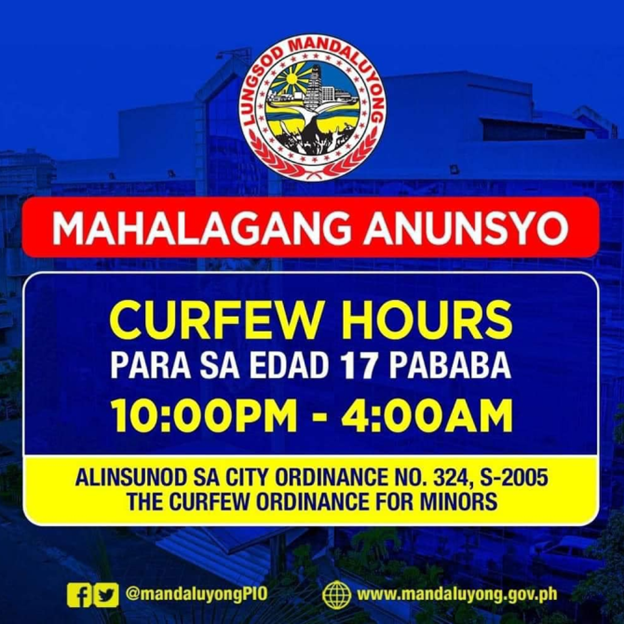 LUNGSOD MANDALUYONG
MAHALAGANG ANUNSYO
CURFEW HOURS
PARA SA EDAD 17 PABABA
10:00PM - 4:00AM
ALINSUNOD SA CITY ORDINANCE NO. 324, S-2005
THE CURFEW ORDINANCE FOR MINORS
@mandaluyongPIO www.mandaluyong.gov.ph